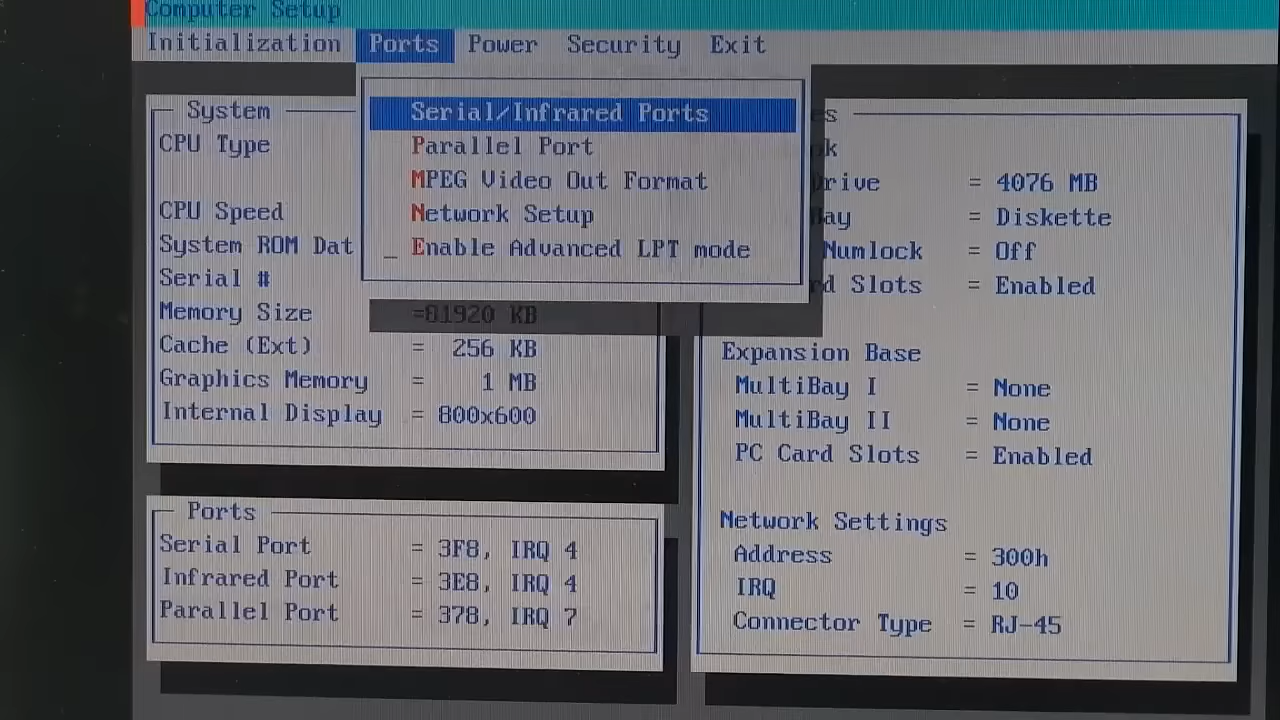 Computer Setup
Initialization Ports Power Security Exit
Serial/Infrared Ports
Parallel Port
MPEG Video Out Format
Network Setup
_ Enable Advanced LPT mode
System
CPU Type
CPU Speed
System ROM Dat
Serial #
Memory Size =81920 KB
Cache (Ext) = 256 KB
Graphics Memory = 1 MB
Internal Display = 800x600
Ports
Serial Port = 3F8, IRQ 4
Infrared Port = 3E8, IRQ 4
Parallel Port = 378, IRQ 7
es
k
Drive = 4076 MB
ay = Diskette
Numlock = Off
rd Slots = Enabled
Expansion Base
MultiBay I = None
MultiBay II = None
PC Card Slots = Enabled
Network Settings
Address = 300h
IRQ = 10
Connector Type = RJ-45